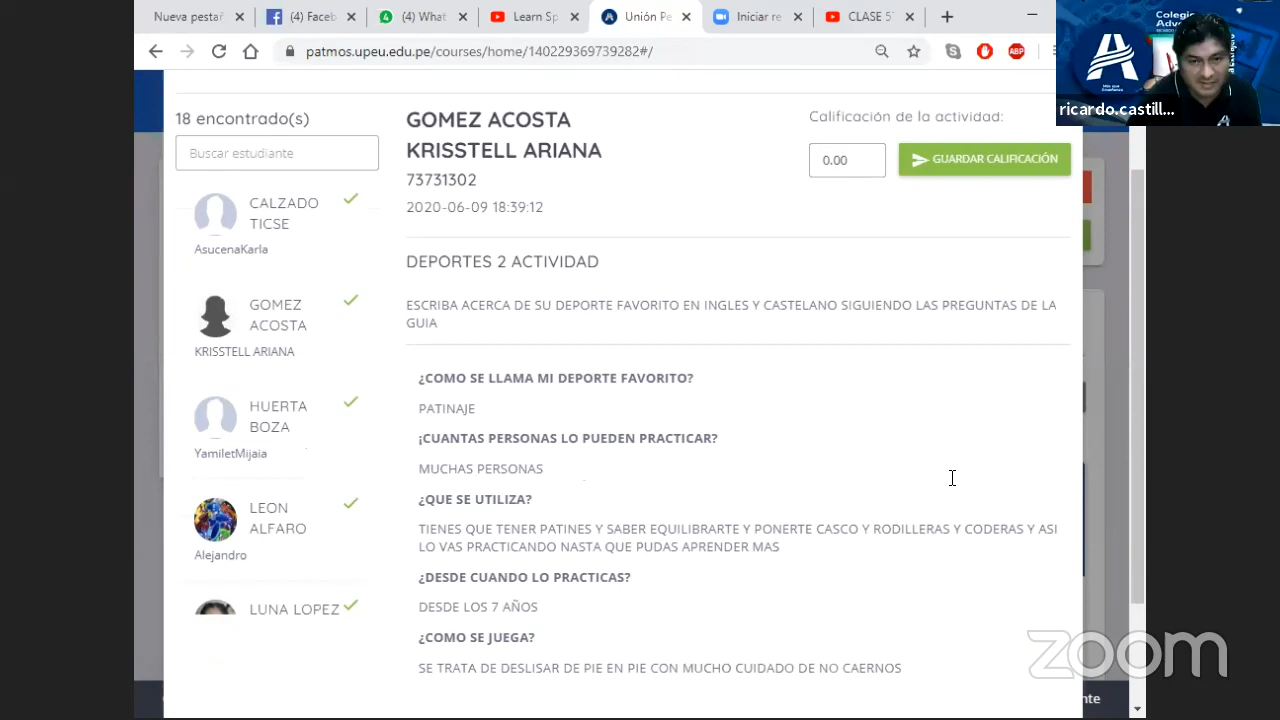 Nueva pestañ
(4) Faceb
(4) What
Learn Sp
Unión Pe
Iniciar re
CLASE 5
patmos.upeu.edu.pe/courses/home/140229369739282#/
ABP
Colegio
Adve
Más que
Enseñanza
ricardo.castill...
18 encontrado(s)
Buscar estudiante
CALZADO
TICSE
AsucenaKarla
GOMEZ
ACOSTA
KRISSTELL ARIANA
HUERTA
BOZA
YamiletMijaia
LEON
ALFARO
Alejandro
LUNA LOPEZ
GOMEZ ACOSTA
KRISSTELL ARIANA
73731302
2020-06-09 18:39:12
Calificación de la actividad:
0.00
GUARDAR CALIFICACIÓN
DEPORTES 2 ACTIVIDAD
ESCRIBA ACERCA DE SU DEPORTE FAVORITO EN INGLES Y CASTELANO SIGUIENDO LAS PREGUNTAS DE LA
GUIA
¿COMO SE LLAMA MI DEPORTE FAVORITO?
PATINAJE
¡CUANTAS PERSONAS LO PUEDEN PRACTICAR?
MUCHAS PERSONAS
¿QUE SE UTILIZA?
TIENES QUE TENER PATINES Y SABER EQUILIBRARTE Y PONERTE CASCO Y RODILLERAS Y CODERAS Y ASI
LO VAS PRACTICANDO NASTA QUE PUDAS APRENDER MAS
¿DESDE CUANDO LO PRACTICAS?
DESDE LOS 7 AÑOS
¿COMO SE JUEGA?
SE TRATA DE DESLISAR DE PIE EN PIE CON MUCHO CUIDADO DE NO CAERNOS
nte
zoom